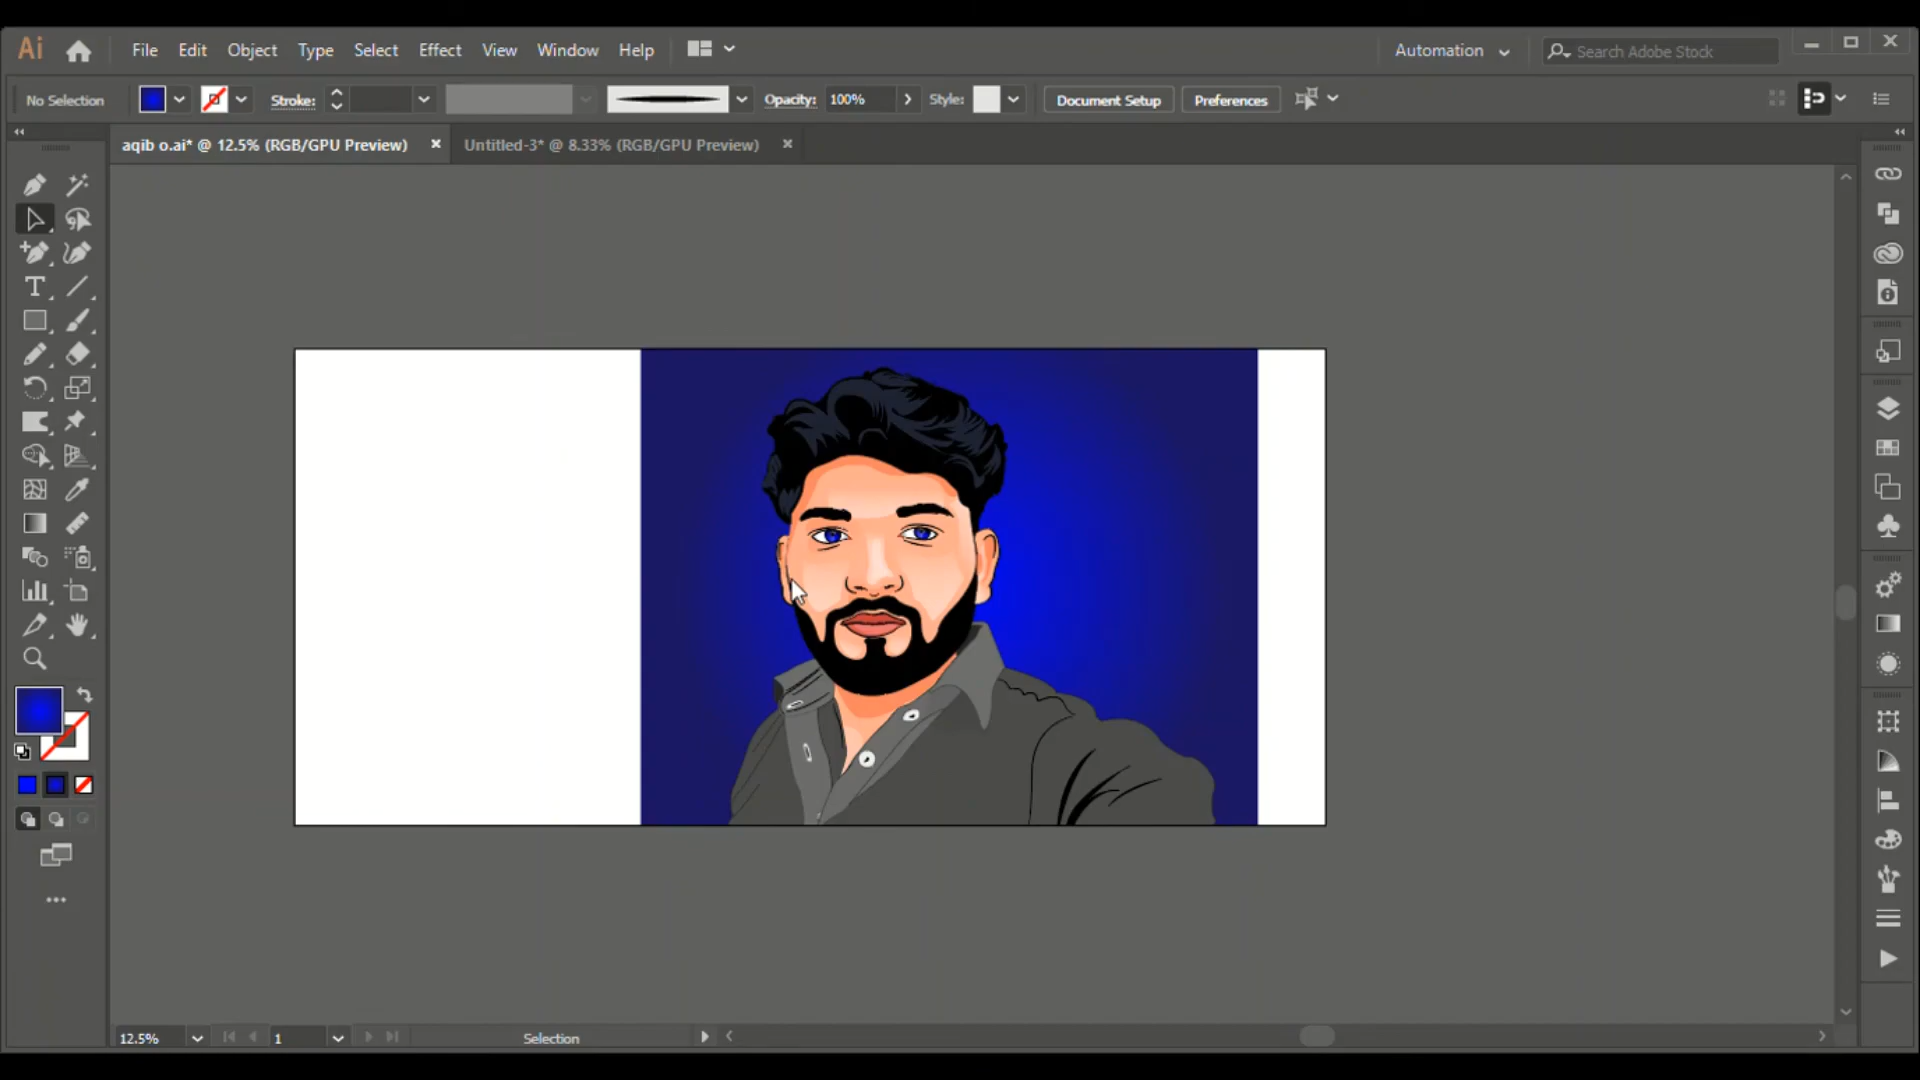 Ai File Edit Object Type Select Effect View Window Help Automation Search Adobe Stock
No Selection Stroke: Opacity: 100% Style: Document Setup Preferences
aqib o.ai* @ 12.5% (RGB/GPU Preview) × Untitled-3* @ 8.33% (RGB/GPU Preview) ×
12.5% 1 Selection